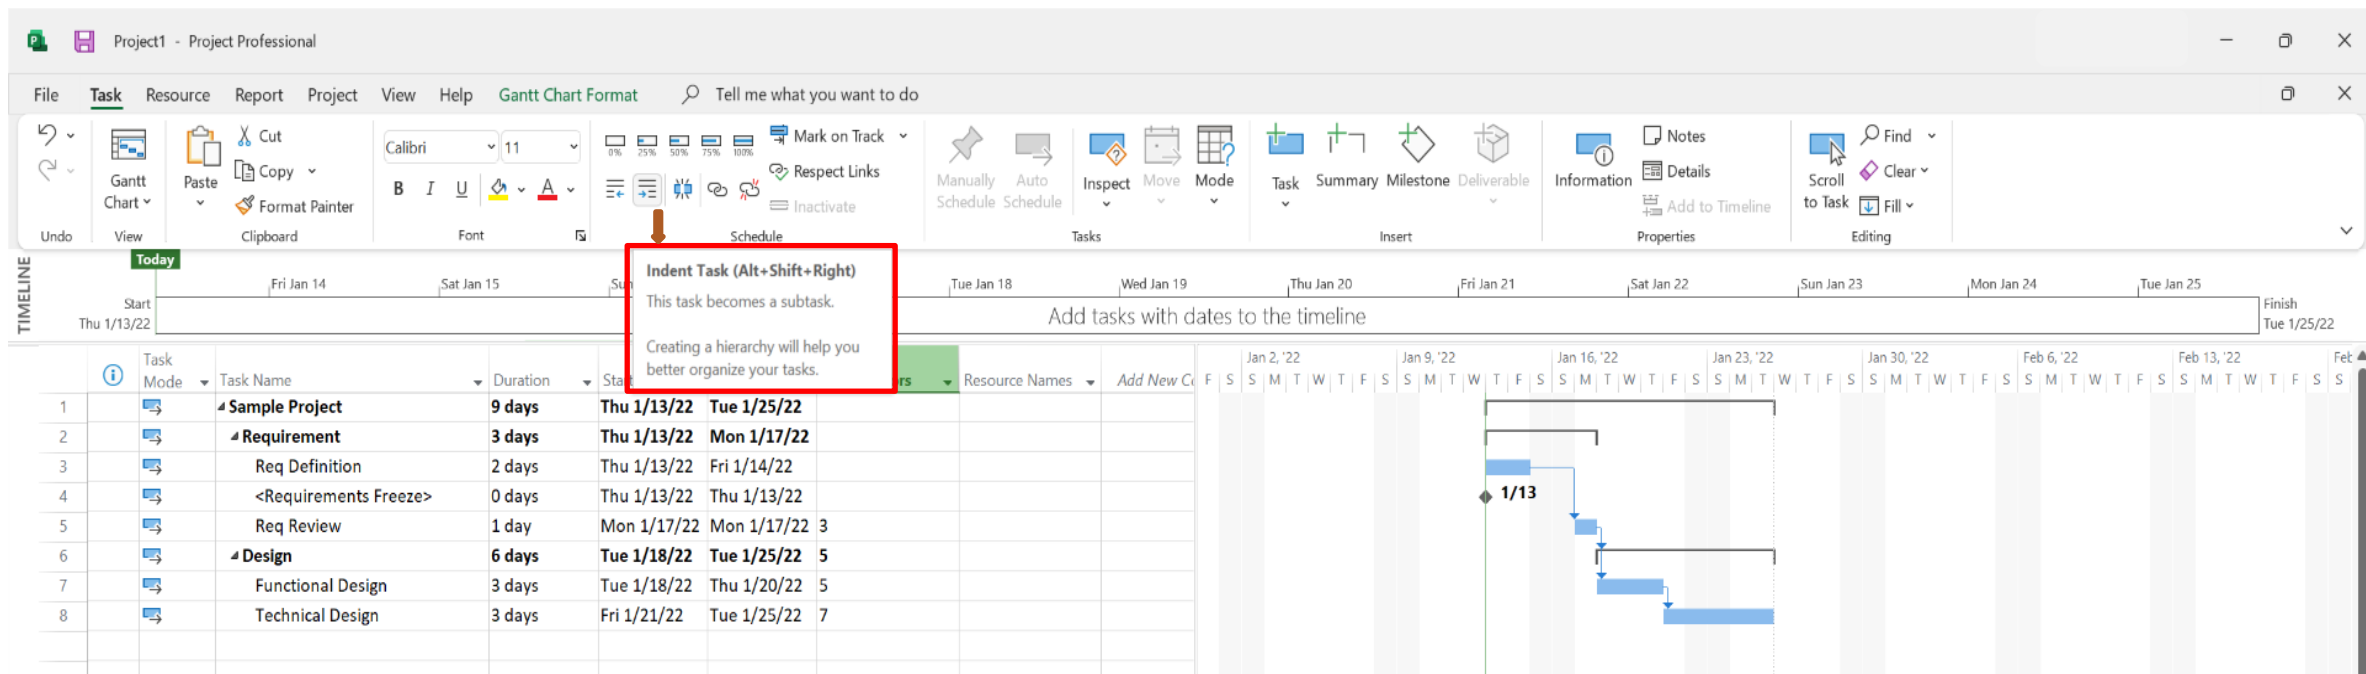 Project1 - Project Professional
File Task Resource Report Project View Help Gantt Chart Format Tell me what you want to do
Undo
Gantt
Chart
View
Paste
Cut
Copy
Format Painter
Clipboard
Calibri 11
B I U A
Font
0% 25% 50% 75% 100%
Mark on Track
Respect Links
Inactivate
Schedule
Manually
Schedule
Auto
Schedule
Inspect
Move
Mode
Tasks
Task
Summary
Milestone
Deliverable
Insert
Information
Notes
Details
Add to Timeline
Properties
Scroll
to Task
Find
Clear
Fill
Editing
Indent Task (Alt+Shift+Right)
This task becomes a subtask.
Creating a hierarchy will help you
better organize your tasks.
TIMELINE
Today
Start
Thu 1/13/22
Fri Jan 14 Sat Jan 15 Tue Jan 18 Wed Jan 19 Thu Jan 20 Fri Jan 21 Sat Jan 22 Sun Jan 23 Mon Jan 24 Tue Jan 25
Add tasks with dates to the timeline
Finish
Tue 1/25/22
Task
Mode
Task Name Duration Start Resource Names
1 Sample Project 9 days Thu 1/13/22 Tue 1/25/22
2 Requirement 3 days Thu 1/13/22 Mon 1/17/22
3 Req Definition 2 days Thu 1/13/22 Fri 1/14/22
4 <Requirements Freeze> 0 days Thu 1/13/22 Thu 1/13/22
5 Req Review 1 day Mon 1/17/22 Mon 1/17/22 3
6 Design 6 days Tue 1/18/22 Tue 1/25/22 5
7 Functional Design 3 days Tue 1/18/22 Thu 1/20/22 5
8 Technical Design 3 days Fri 1/21/22 Tue 1/25/22 7
Add New
Jan 2, '22 Jan 9, '22 Jan 16, '22 Jan 23, '22 Jan 30, '22 Feb 6, '22 Feb 13, '22 Feb
F S S M T W T F S S M T W T F S S M T W T F S S M T W T F S S M T W T F S S M T W T F S S M T W T F S S
1/13